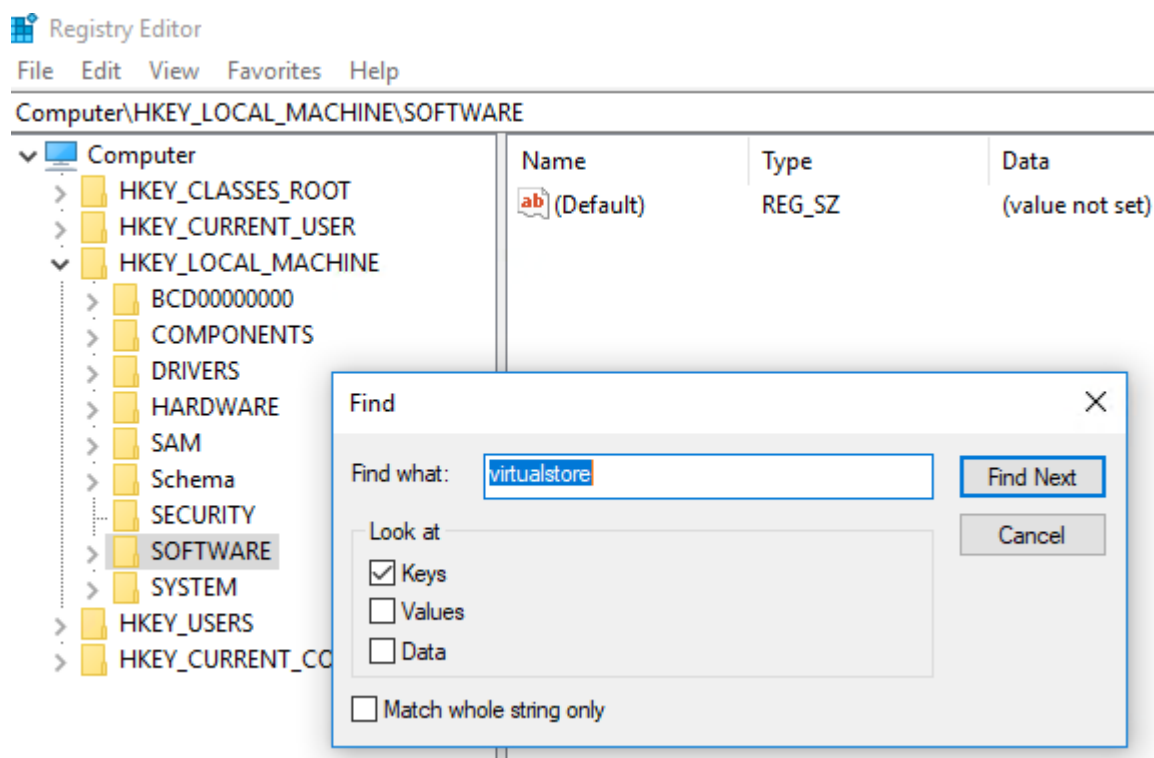 Registry Editor
File Edit View Favorites Help
Computer\HKEY_LOCAL_MACHINE\SOFTWARE
Computer
HKEY_CLASSES_ROOT
HKEY_CURRENT_USER
HKEY_LOCAL_MACHINE
BCD00000000
COMPONENTS
DRIVERS
HARDWARE
SAM
Schema
SECURITY
SOFTWARE
SYSTEM
HKEY_USERS
HKEY_CURRENT_CO
Name Type Data
ab (Default) REG_SZ (value not set)
Find
Find what: virtualstore Find Next
Look at Cancel
Keys
Values
Data
Match whole string only